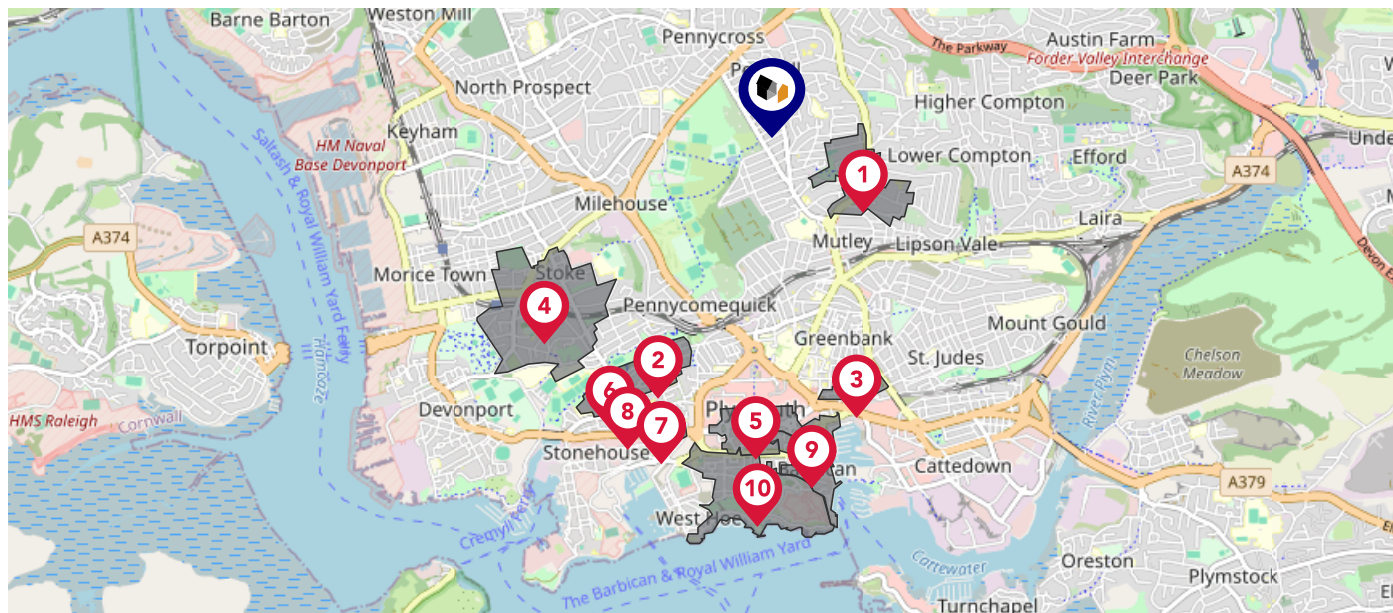 Barne Barton
Weston Mill
Pennycross
The Parkway
Austin Farm
Forder Valley Interchange
Deer Park
North Prospect
Higher Compton
Keyham
HM Naval
Base Devonport
1
Lower Compton
Efford
A374
Saltash & Royal William Yard Ferry
Milehouse
Laira
A374
Mutley
Lipson Vale
Devon E
Morice Town
Stoke
4
Pennycomequick
Mount Gould
Greenbank
Torpoint
Hamoaze
2
St. Judes
Chelson
Meadow
River Plym
3
6
8
7
5
9
10
Devonport
HMS Raleigh
Cornwall
Stonehouse
Cattedown
A379
West Hoe
Cremyll Ferry
The Barbican & Royal William Yard
Cattewater
Oreston
Plymstock
Turnchapel